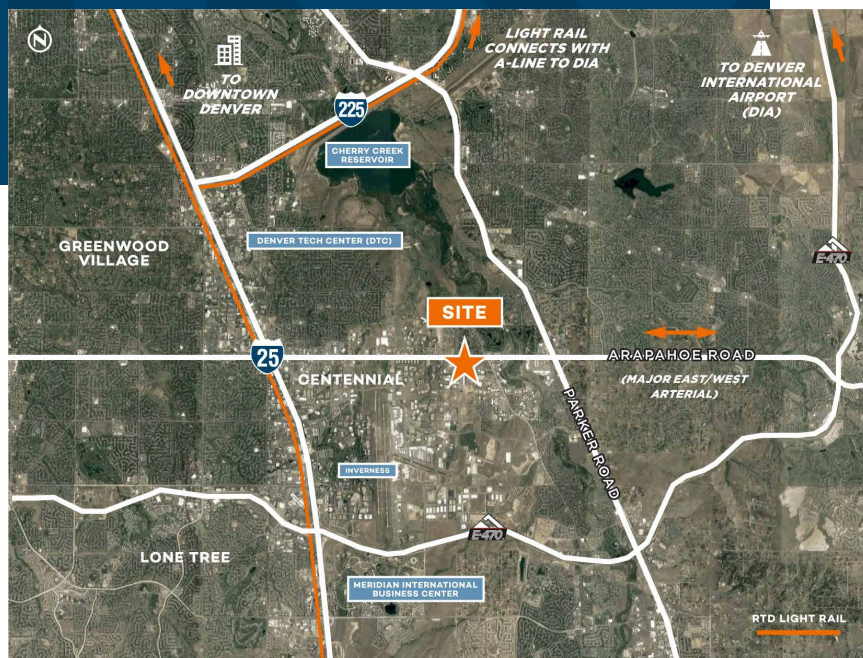 N
TO
DOWNTOWN
DENVER
LIGHT RAIL
CONNECTS WITH
A-LINE TO DIA
TO DENVER
INTERNATIONAL
AIRPORT
(DIA)
225
CHERRY CREEK
RESERVOIR
GREENWOOD
VILLAGE
DENVER TECH CENTER (DTC)
E-470
SITE
25
CENTENNIAL
ARAPAHOE ROAD
(MAJOR EAST/WEST
ARTERIAL)
PARKER ROAD
INVERNESS
E-470
LONE TREE
MERIDIAN INTERNATIONAL
BUSINESS CENTER
RTD LIGHT RAIL